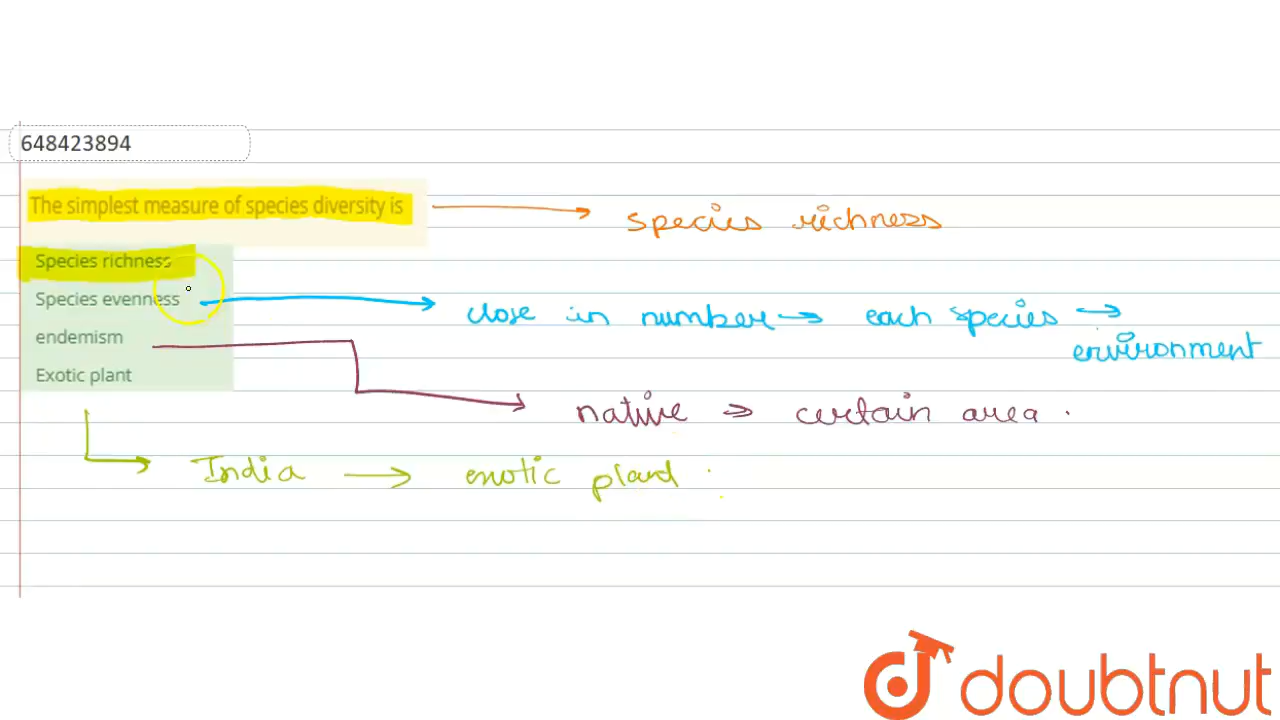 648423894
The simplest measure of species diversity is
species richness
Species richness
Species evenness
close in number → each species →
environment
endemism
Exotic plant
native → certain area.
India → exotic pland.
doubtnut